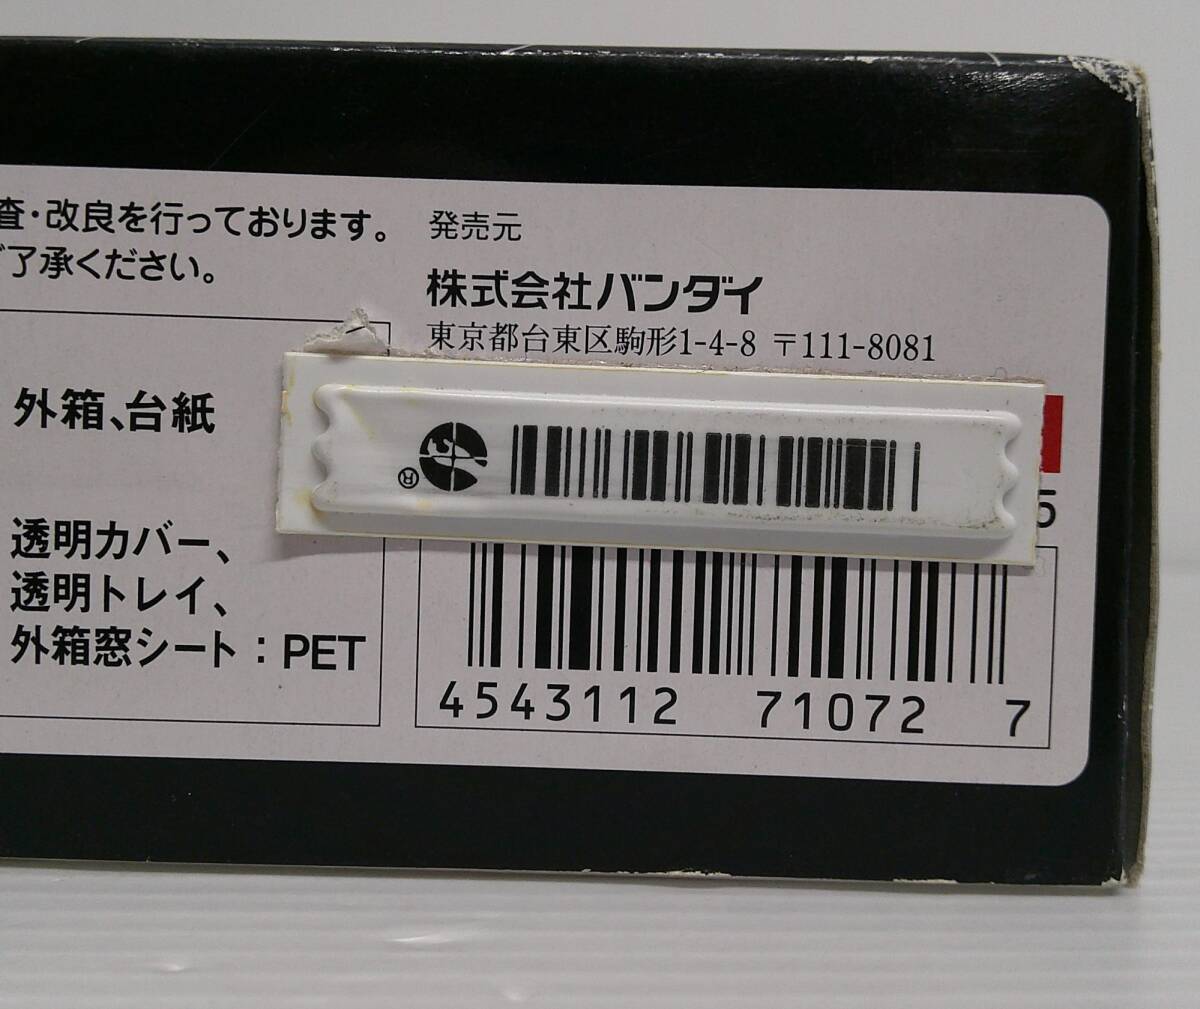 査・改良を行っております。
了承ください。
発売元
株式会社バンダイ
東京都台東区駒形1-4-8 〒111-8081
外箱、台紙
透明カバー、
透明トレイ、
外箱窓シート：PET
®
5
4543112 71072 7